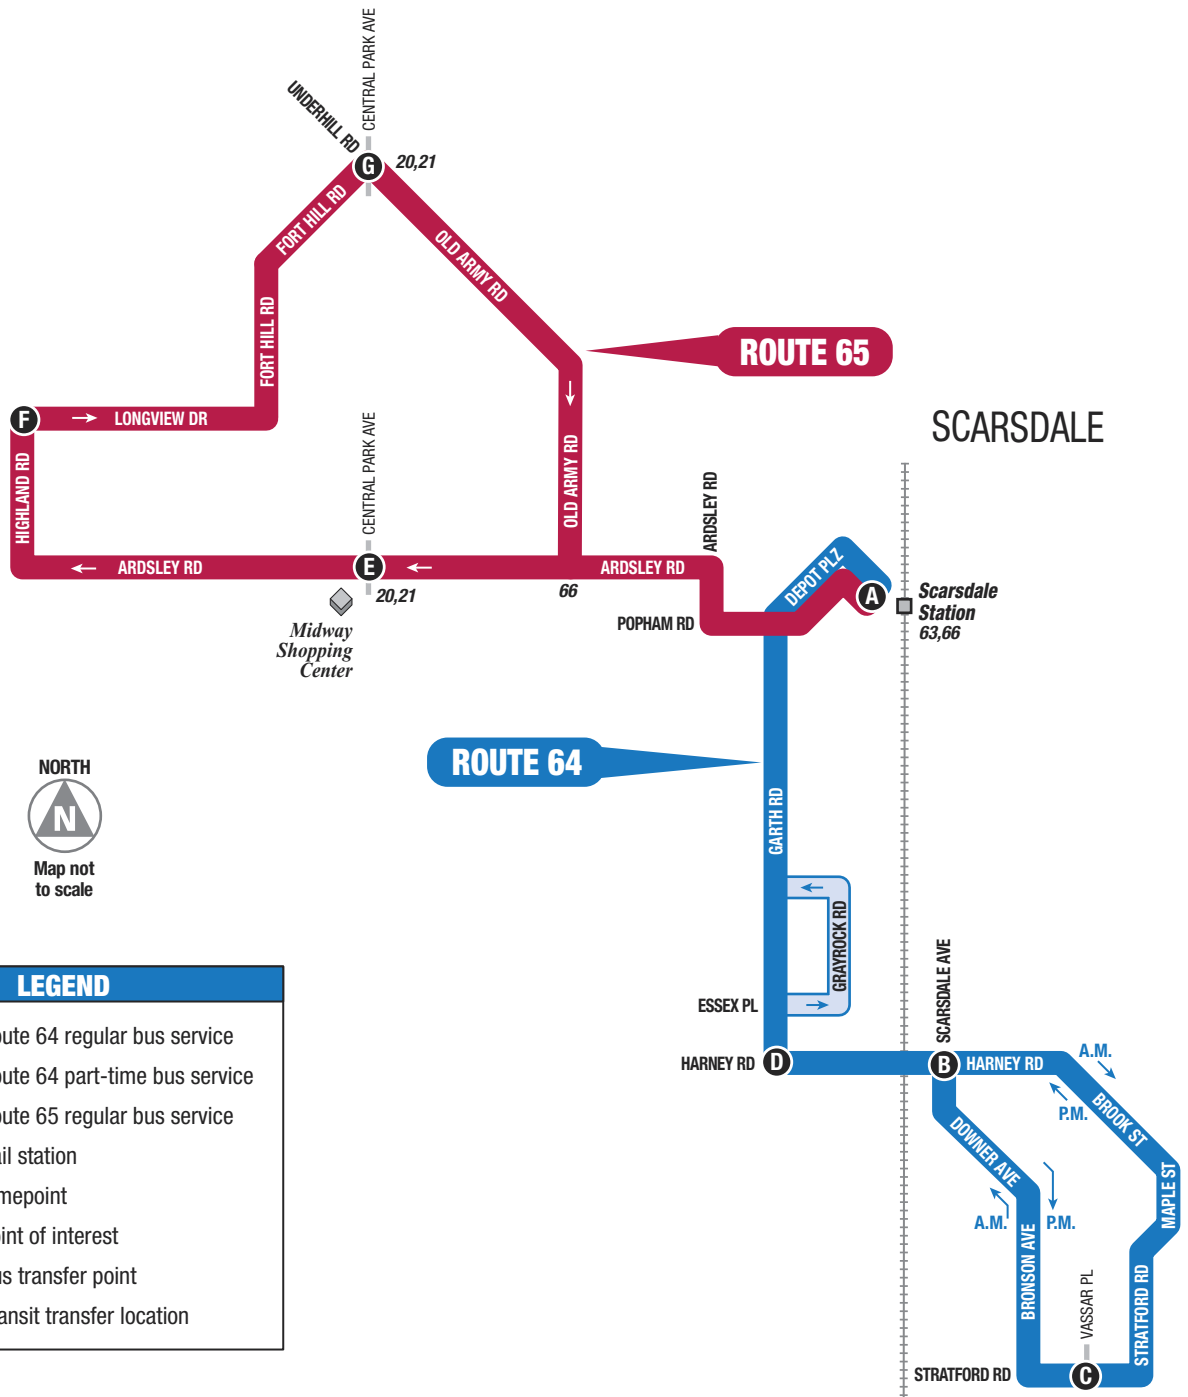 CENTRAL PARK AVE
UNDERHILL RD
G
20,21
FORT HILL RD
OLD ARMY RD
FORT HILL RD
ROUTE 65
SCARSDALE
F
LONGVIEW DR
CENTRAL PARK AVE
HIGHLAND RD
OLD ARMY RD
ARDSLEY RD
ARDSLEY RD
E
ARDSLEY RD
DEPOT PLZ
A
20,21
66
Scarsdale
Station
63,66
POPHAM RD
Midway
Shopping
Center
ROUTE 64
NORTH
N
Map not
to scale
GARTH RD
GRAYROCK RD
ESSEX PL
SCARSDALE AVE
HARNEY RD
D
B
HARNEY RD
A.M.
P.M.
BROOK ST
DOWNER AVE
MAPLE ST
A.M.
P.M.
BRONSON AVE
VASSAR PL
STRATFORD RD
STRATFORD RD
C
LEGEND
ute 64 regular bus service
ute 64 part-time bus service
ute 65 regular bus service
il station
mepoint
int of interest
us transfer point
ansit transfer location